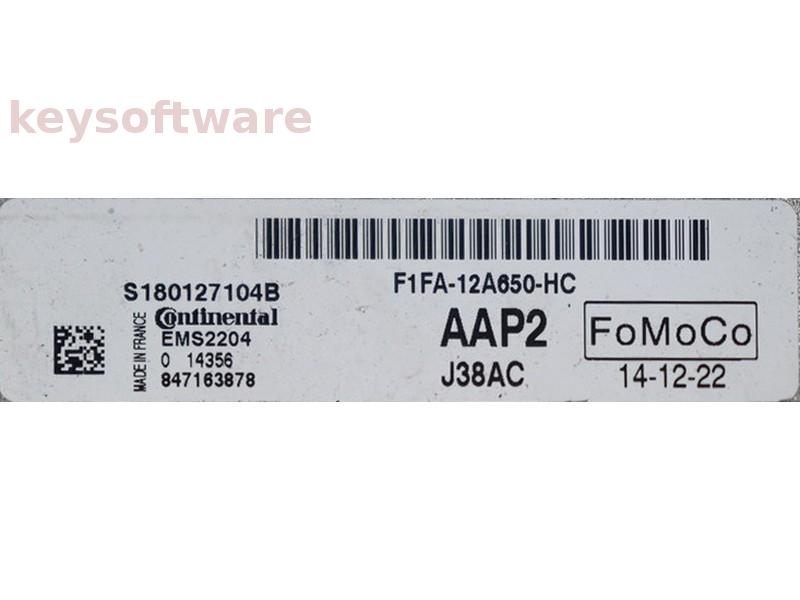 keysoftware
S180127104B
F1FA-12A650-HC
Continental
EMS2204
0 14356
847163878
MADE IN FRANCE
AAP2
J38AC
FoMoCo
14-12-22